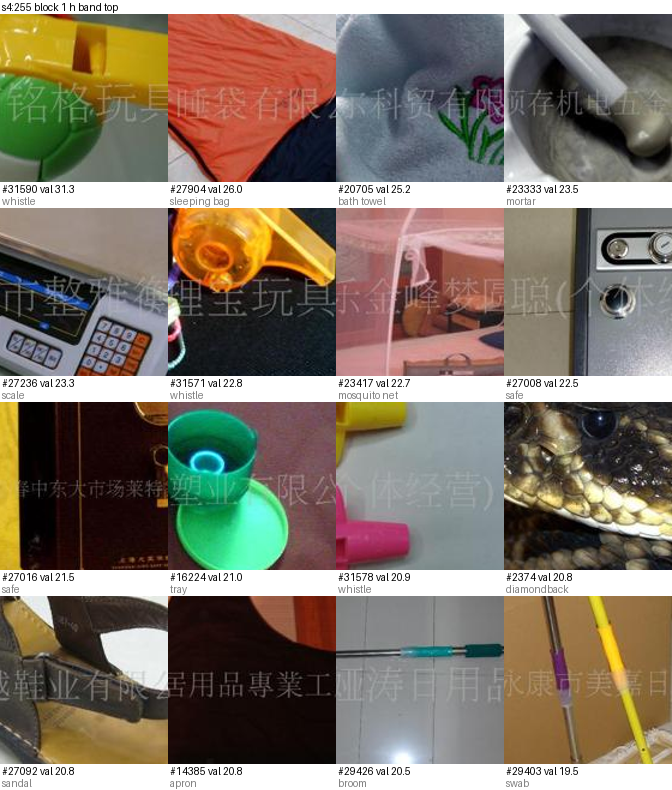 s4:255 block 1 h band top
铭格玩具
睡袋有限公
尔科贸有限
顾存机电五金
#31590 val 31.3
whistle
#27904 val 26.0
sleeping bag
#20705 val 25.2
bath towel
#23333 val 23.5
mortar
市整雅衡
理宝玩具
乐金绛梦
聪(个体
#27236 val 23.3
scale
#31571 val 22.8
whistle
#23417 val 22.7
mosquito net
#27008 val 22.5
safe
春中东大市场莱特
塑业有限公
个体经营)
#27016 val 21.5
safe
#16224 val 21.0
tray
#31578 val 20.9
whistle
#2374 val 20.8
diamondback
越鞋业有限
居用品專業工
亚涛日用品
永康市美嘉日
#27092 val 20.8
sandal
#14385 val 20.8
apron
#29426 val 20.5
broom
#29403 val 19.5
swab